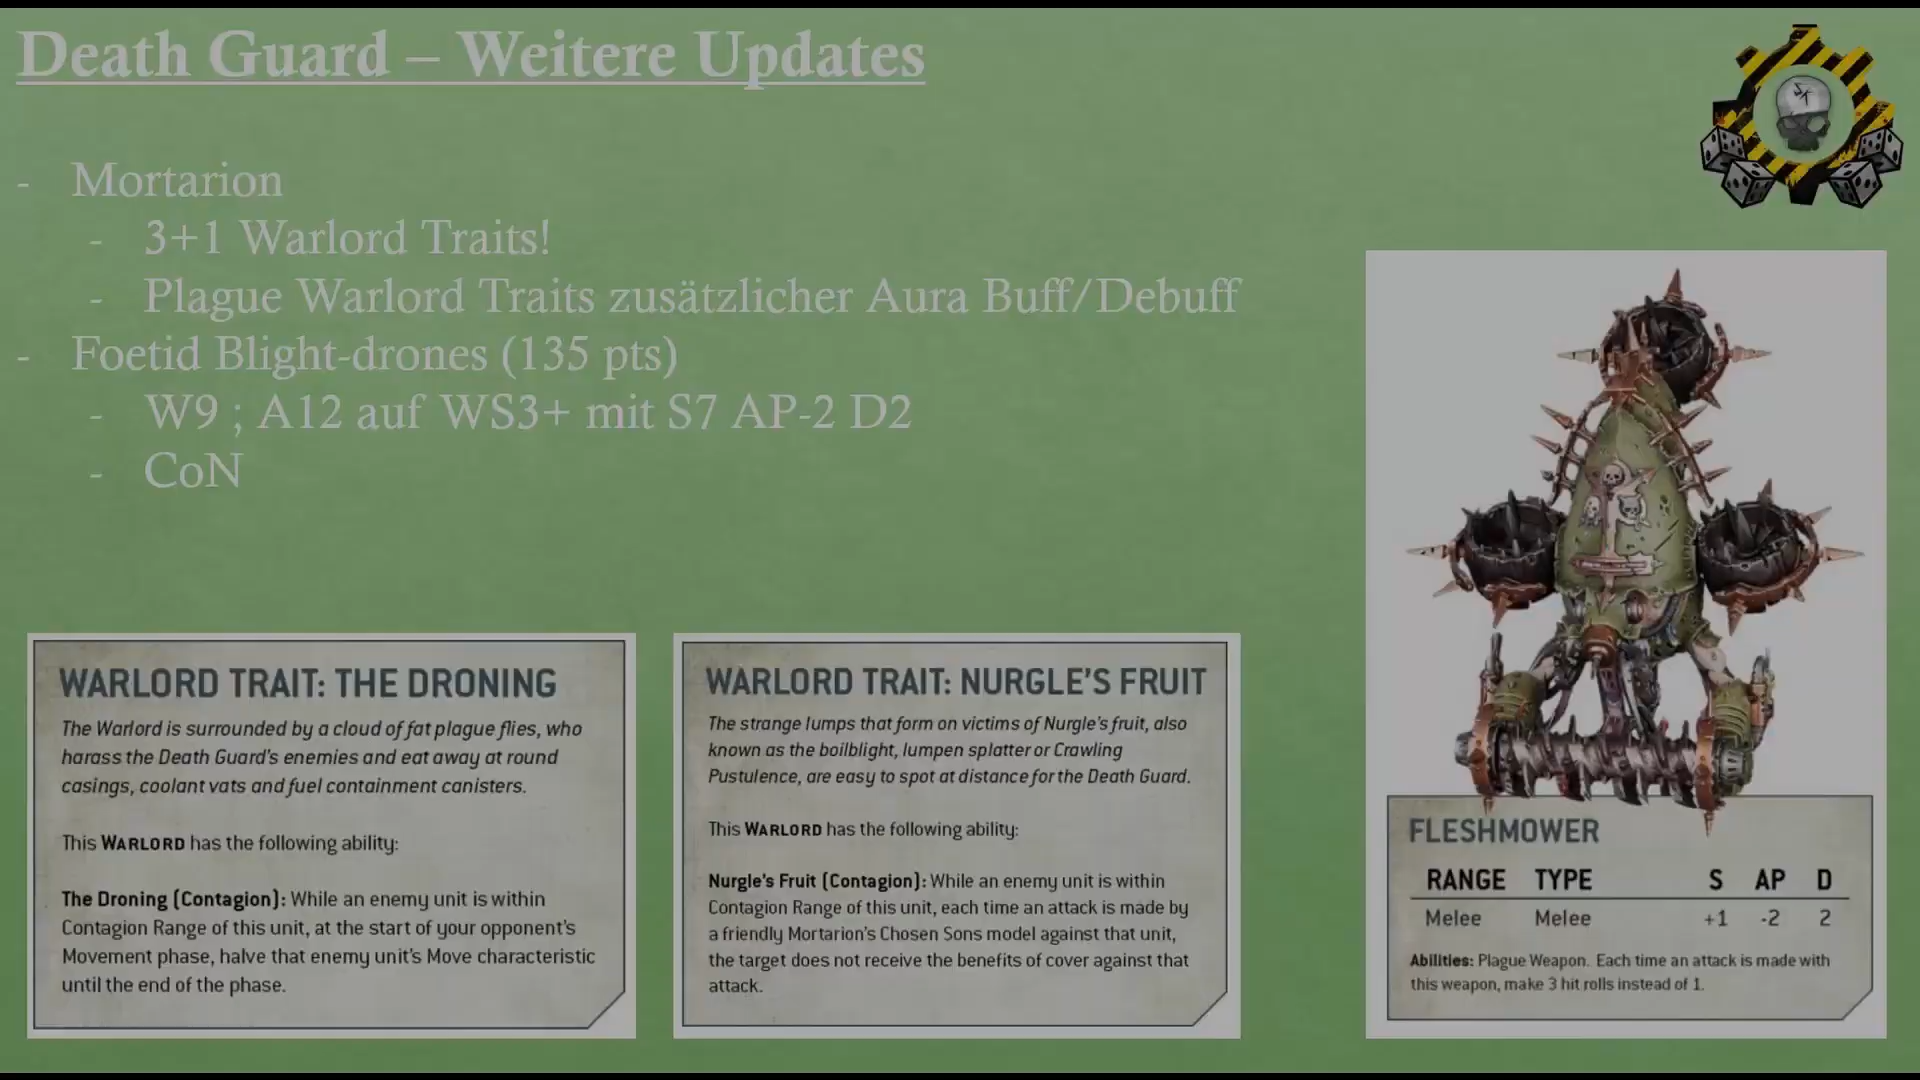 Death Guard – Weitere Updates
- Mortarion
- 3+1 Warlord Traits!
- Plague Warlord Traits zusätzlicher Aura Buff/Debuff
- Foetid Blight-drones (135 pts)
- W9 ; A12 auf WS3+ mit S7 AP-2 D2
- CoN
WARLORD TRAIT: THE DRONING
The Warlord is surrounded by a cloud of fat plague flies, who
harass the Death Guard's enemies and eat away at round
casings, coolant vats and fuel containment canisters.
This WARLORD has the following ability:
The Droning (Contagion): While an enemy unit is within
Contagion Range of this unit, at the start of your opponent's
Movement phase, halve that enemy unit's Move characteristic
until the end of the phase.
WARLORD TRAIT: NURGLE'S FRUIT
The strange lumps that form on victims of Nurgle's fruit, also
known as the boilblight, lumpen splatter or Crawling
Pustulence, are easy to spot at distance for the Death Guard.
This WARLORD has the following ability:
Nurgle's Fruit (Contagion): While an enemy unit is within
Contagion Range of this unit, each time an attack is made by
a friendly Mortarion's Chosen Sons model against that unit,
the target does not receive the benefits of cover against that
attack.
FLESHMOWER
RANGE TYPE S AP D
Melee Melee +1 -2 2
Abilities: Plague Weapon. Each time an attack is made with
this weapon, make 3 hit rolls instead of 1.